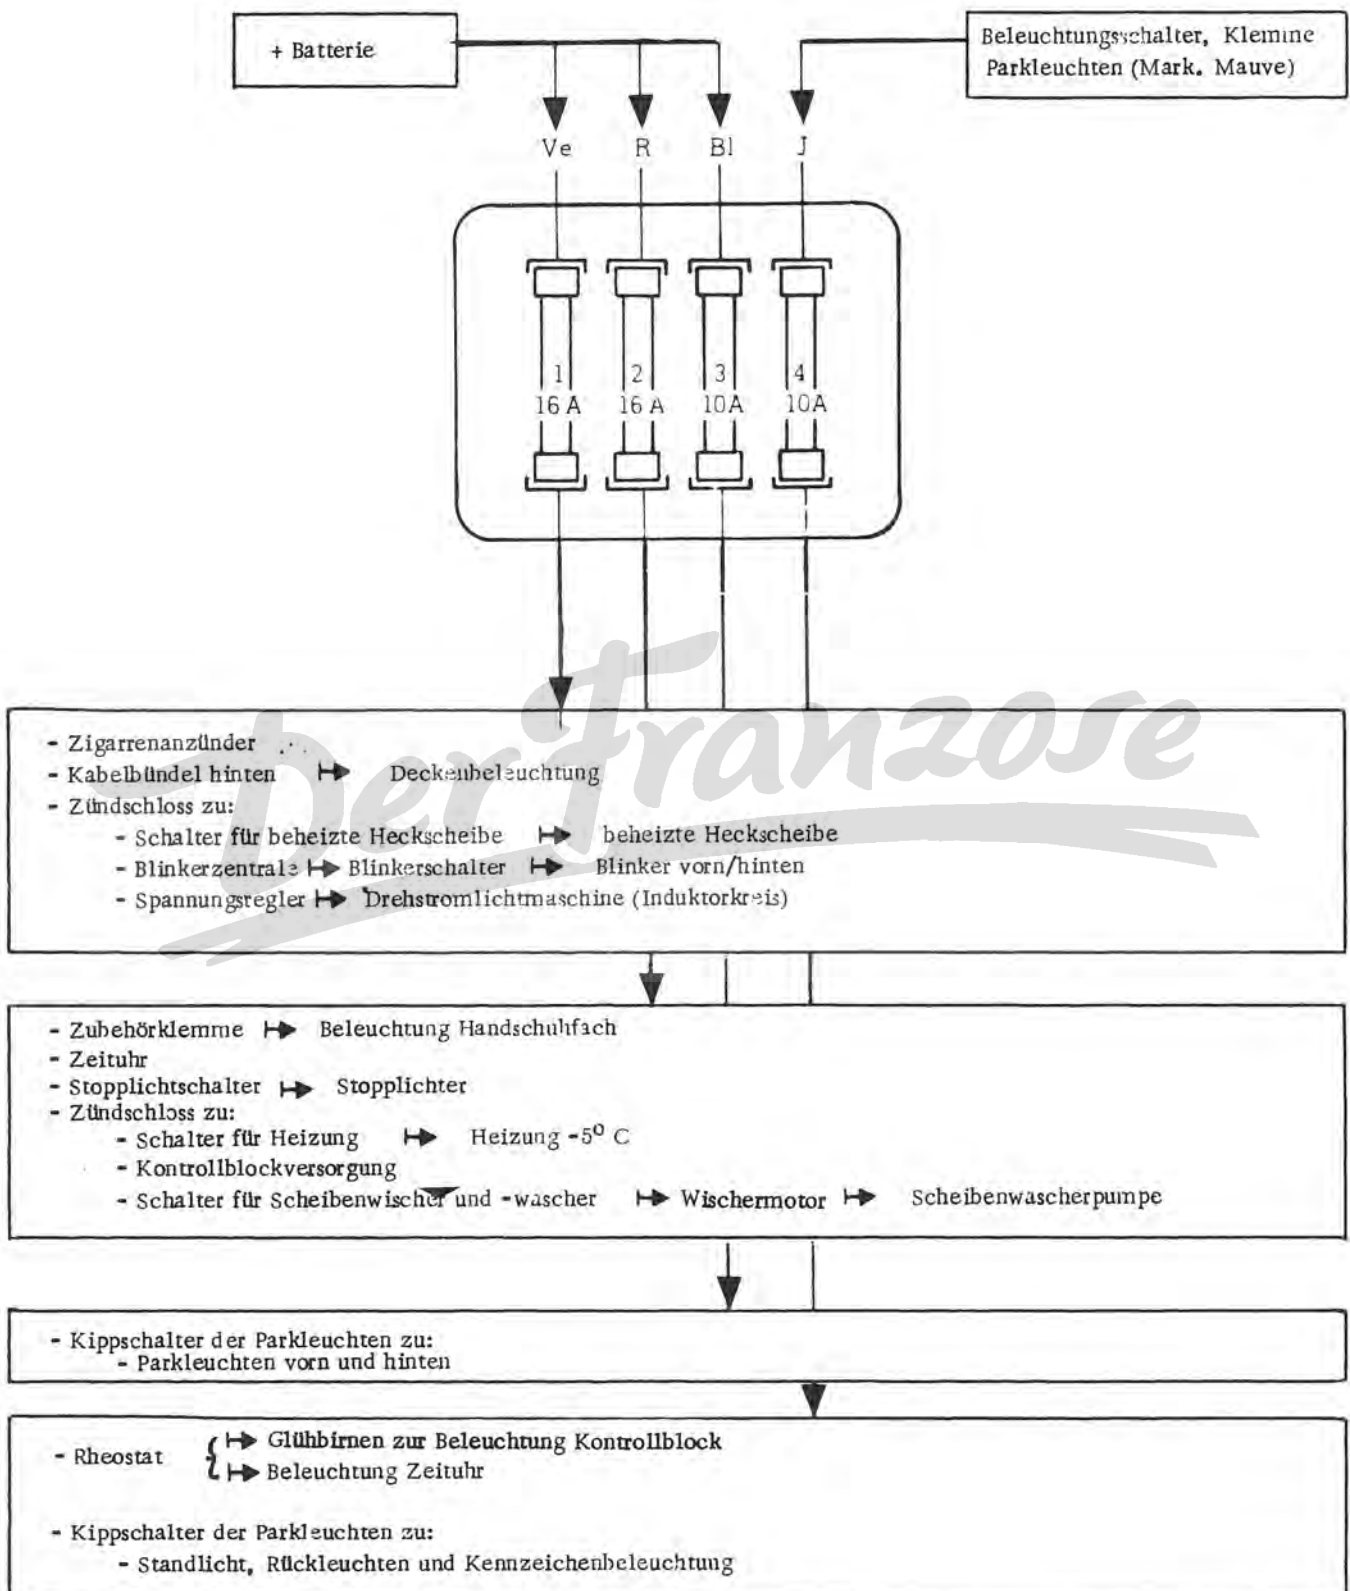 + Batterie
Beleuchtungsschalter, Klemme
Parkleuchten (Mark. Mauve)
Ve R Bl J
1 2 3 4
16 A 16 A 10A 10A
Der Franzose
- Zigarrenanzünder
- Kabelbündel hinten Deckenbeleuchtung
- Zündschloss zu:
- Schalter für beheizte Heckscheibe beheizte Heckscheibe
- Blinkerzentrale Blinkerschalter Blinker vorn/hinten
- Spannungsregler Drehstromlichtmaschine (Induktorkreis)
- Zubehörklemme Beleuchtung Handschuhfach
- Zeituhr
- Stopplichtschalter Stopplichter
- Zündschloss zu:
- Schalter für Heizung Heizung -5⁰ C
- Kontrollblockversorgung
- Schalter für Scheibenwischer und -wascher Wischermotor Scheibenwascherpumpe
- Kippschalter der Parkleuchten zu:
- Parkleuchten vorn und hinten
- Rheostat { Glühbirnen zur Beleuchtung Kontrollblock
Beleuchtung Zeituhr
- Kippschalter der Parkleuchten zu:
- Standlicht, Rückleuchten und Kennzeichenbeleuchtung